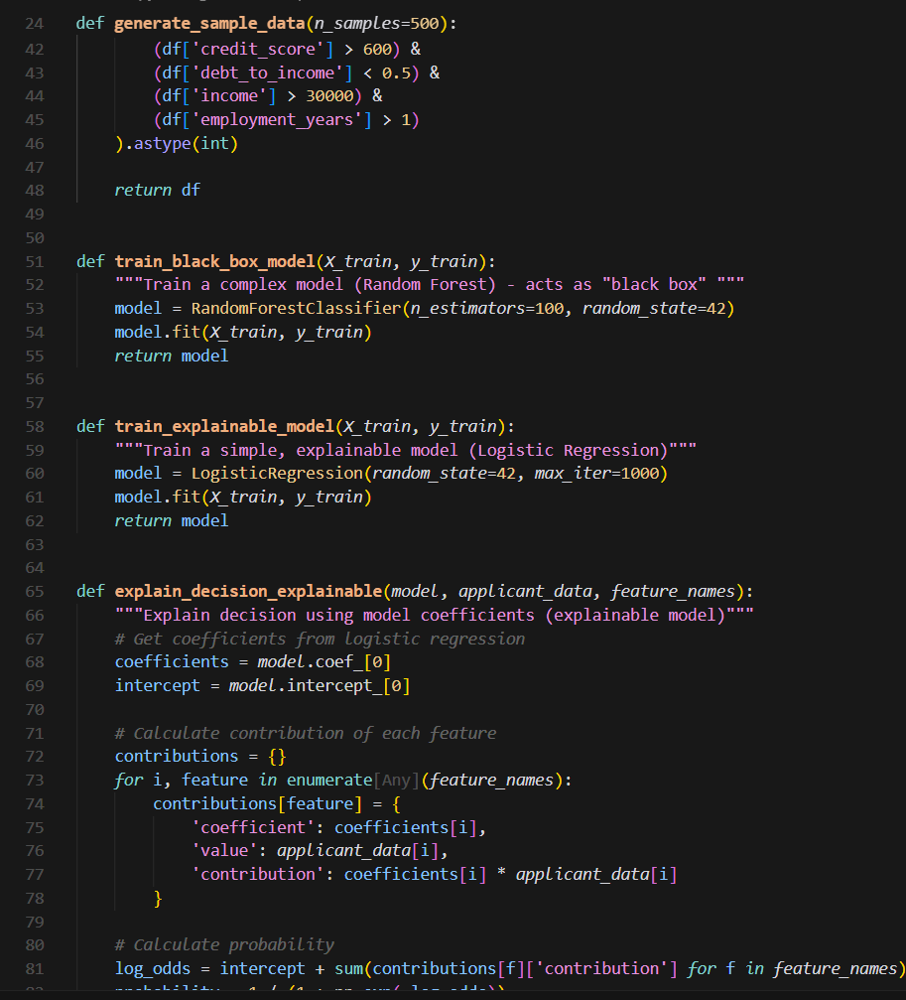 24 def generate_sample_data(n_samples=500):
42 (df['credit_score'] > 600) &
43 (df['debt_to_income'] < 0.5) &
44 (df['income'] > 30000) &
45 (df['employment_years'] > 1)
46 ).astype(int)
47
48 return df
49
50
51 def train_black_box_model(X_train, y_train):
52 """Train a complex model (Random Forest) - acts as "black box" """
53 model = RandomForestClassifier(n_estimators=100, random_state=42)
54 model.fit(X_train, y_train)
55 return model
56
57
58 def train_explainable_model(X_train, y_train):
59 """Train a simple, explainable model (Logistic Regression)"""
60 model = LogisticRegression(random_state=42, max_iter=1000)
61 model.fit(X_train, y_train)
62 return model
63
64
65 def explain_decision_explainable(model, applicant_data, feature_names):
66 """Explain decision using model coefficients (explainable model)"""
67 # Get coefficients from logistic regression
68 coefficients = model.coef_[0]
69 intercept = model.intercept_[0]
70
71 # Calculate contribution of each feature
72 contributions = {}
73 for i, feature in enumerate[Any](feature_names):
74 contributions[feature] = {
75 'coefficient': coefficients[i],
76 'value': applicant_data[i],
77 'contribution': coefficients[i] * applicant_data[i]
78 }
79
80 # Calculate probability
81 log_odds = intercept + sum(contributions[f]['contribution'] for f in feature_names)